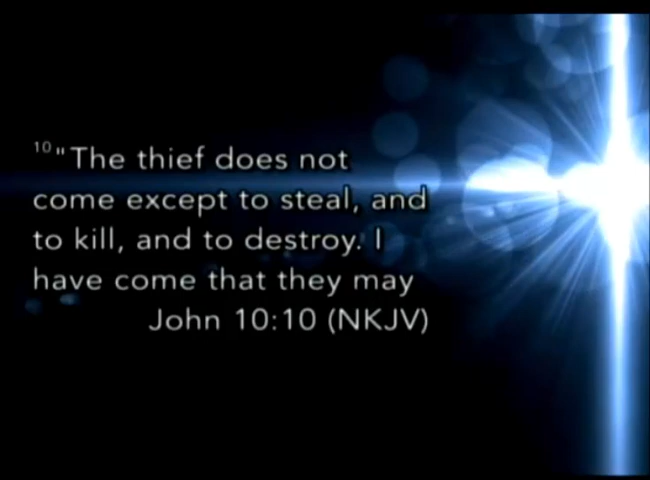 ¹⁰"The thief does not
come except to steal, and
to kill, and to destroy. I
have come that they may
John 10:10 (NKJV)